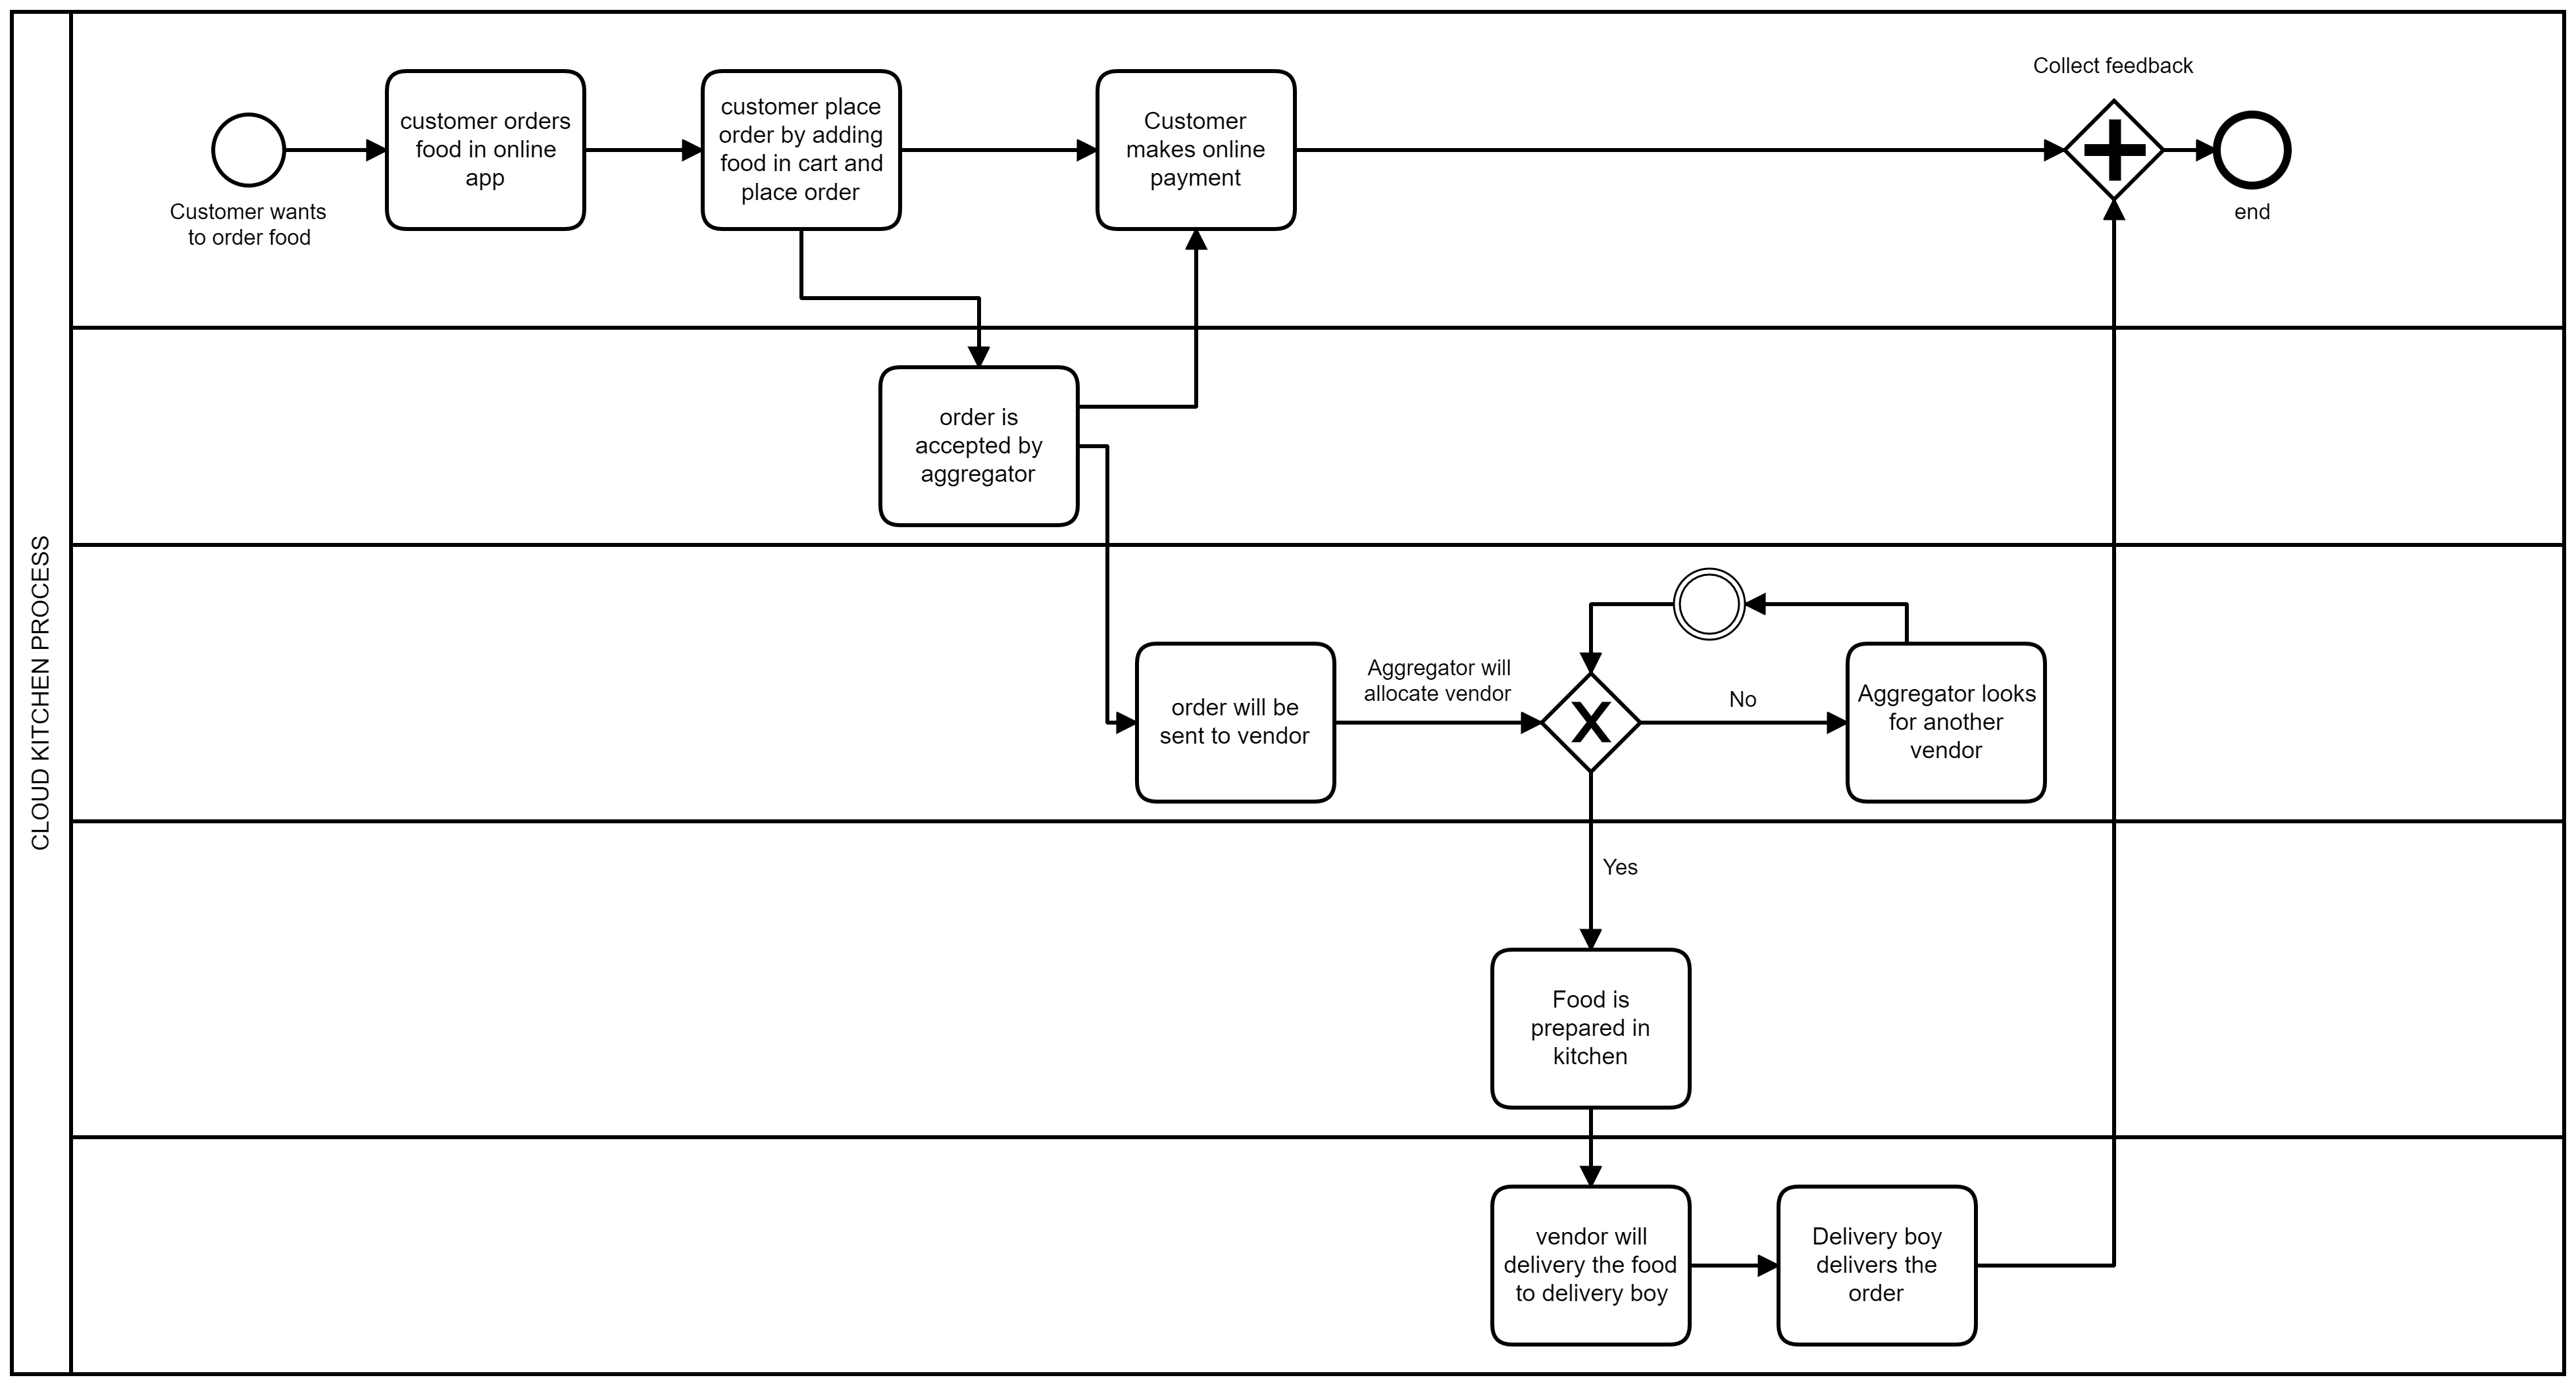 CLOUD KITCHEN PROCESS
Collect feedback
customer orders
food in online
app
customer place
order by adding
food in cart and
place order
Customer
makes online
payment
Customer wants
to order food
end
order is
accepted by
aggregator
order will be
sent to vendor
Aggregator will
allocate vendor
No
Aggregator looks
for another
vendor
Yes
Food is
prepared in
kitchen
vendor will
delivery the food
to delivery boy
Delivery boy
delivers the
order